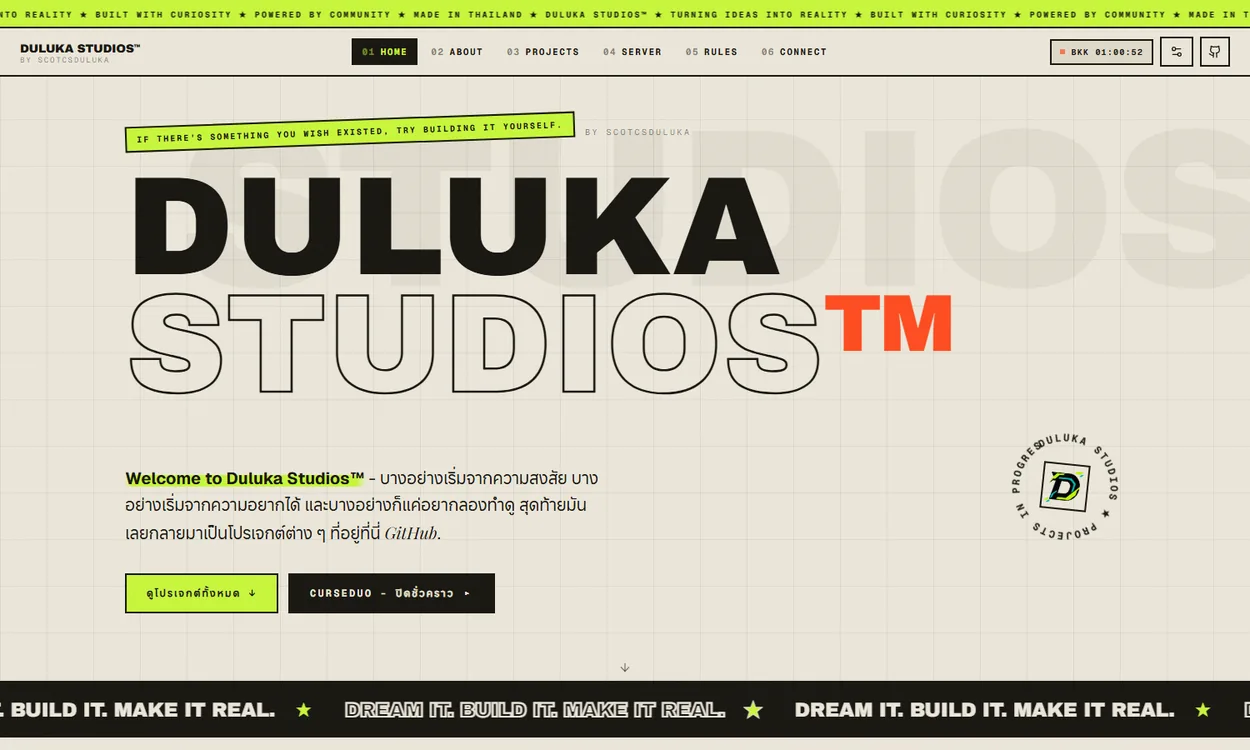 NTO REALITY ★ BUILT WITH CURIOSITY ★ POWERED BY COMMUNITY ★ MADE IN THAILAND ★ DULUKA STUDIOS™ ★ TURNING IDEAS INTO REALITY ★ BUILT WITH CURIOSITY ★ POWERED BY COMMUNITY ★ MADE IN T
DULUKA STUDIOS™
BY SCOTCSDULUKA
01 HOME 02 ABOUT 03 PROJECTS 04 SERVER 05 RULES 06 CONNECT
BKK 01:00:52
IF THERE'S SOMETHING YOU WISH EXISTED, TRY BUILDING IT YOURSELF.
BY SCOTCSDULUKA
STUDIOS
DULUKA
STUDIOS™
DULUKA STUDIOS ★ PROJECTS IN PROGRES
D
Welcome to Duluka Studios™ - บางอย่างเริ่มจากความสงสัย บาง
อย่างเริ่มจากความอยากได้ และบางอย่างก็แค่อยากลองทำดู สุดท้ายมัน
เลยกลายมาเป็นโปรเจกต์ต่าง ๆ ที่อยู่ที่นี่ GitHub.
ดูโปรเจกต์ทั้งหมด ↓
CURSEDUO - ปิดชั่วคราว ►
↓
. BUILD IT. MAKE IT REAL. ★ DREAM IT. BUILD IT. MAKE IT REAL. ★ DREAM IT. BUILD IT. MAKE IT REAL. ★